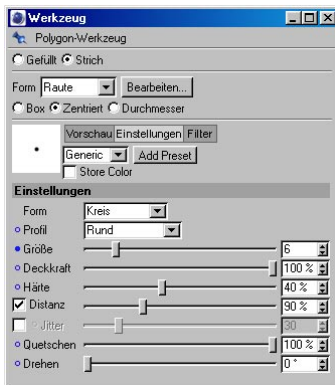 Werkzeug
Polygon-Werkzeug
Gefüllt Strich
Form Raute Bearbeiten...
Box Zentriert Durchmesser
Vorschau Einstellungen Filter
Generic Add Preset
Store Color
Einstellungen
Form Kreis
Profil Rund
Größe 6
Deckkraft 100 %
Härte 40 %
Distanz 90 %
Jitter 30
Quetschen 100 %
Drehen 0 °